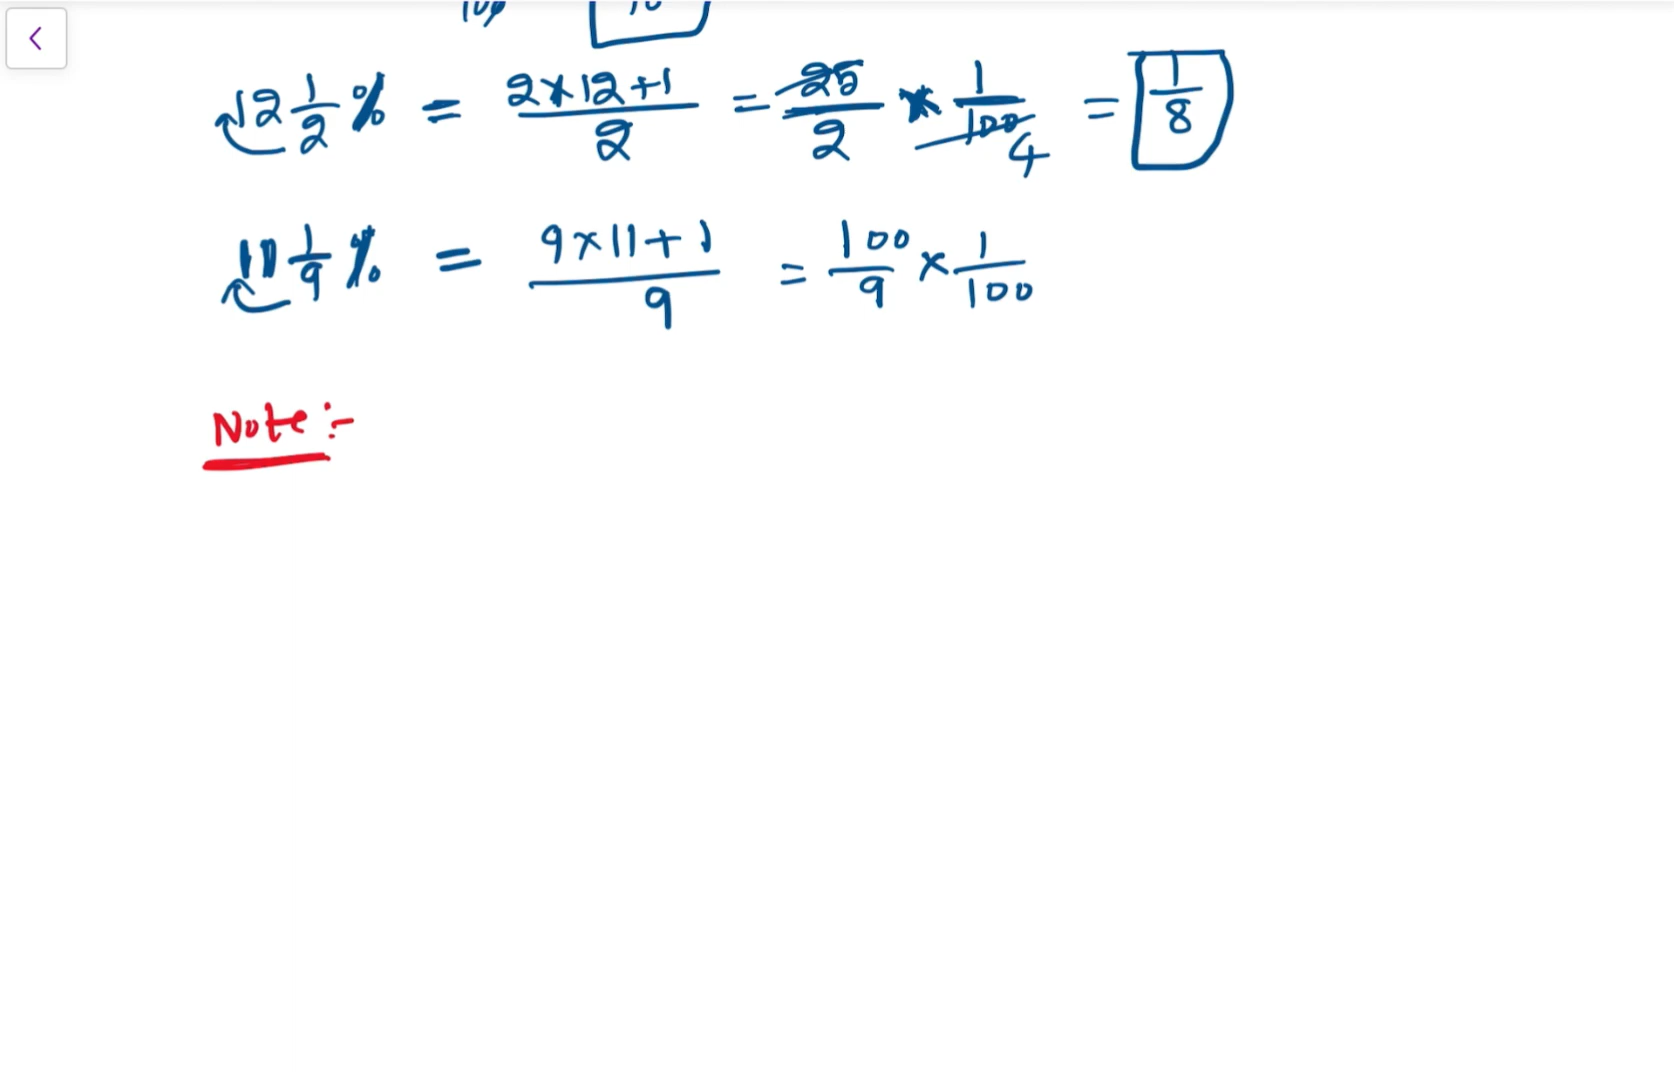 12 1/2 % = (2×12+1)/2 = 25/2 × 1/100 4 = 1/8
11 1/9 % = (9×11+1)/9 = 100/9 × 1/100
Note :-